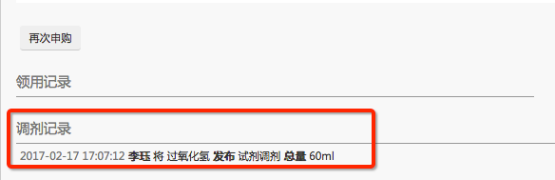 再次申购
领用记录
调剂记录
2017-02-17 17:07:12 李珏 将 过氧化氢 发布 试剂调剂 总量 60ml